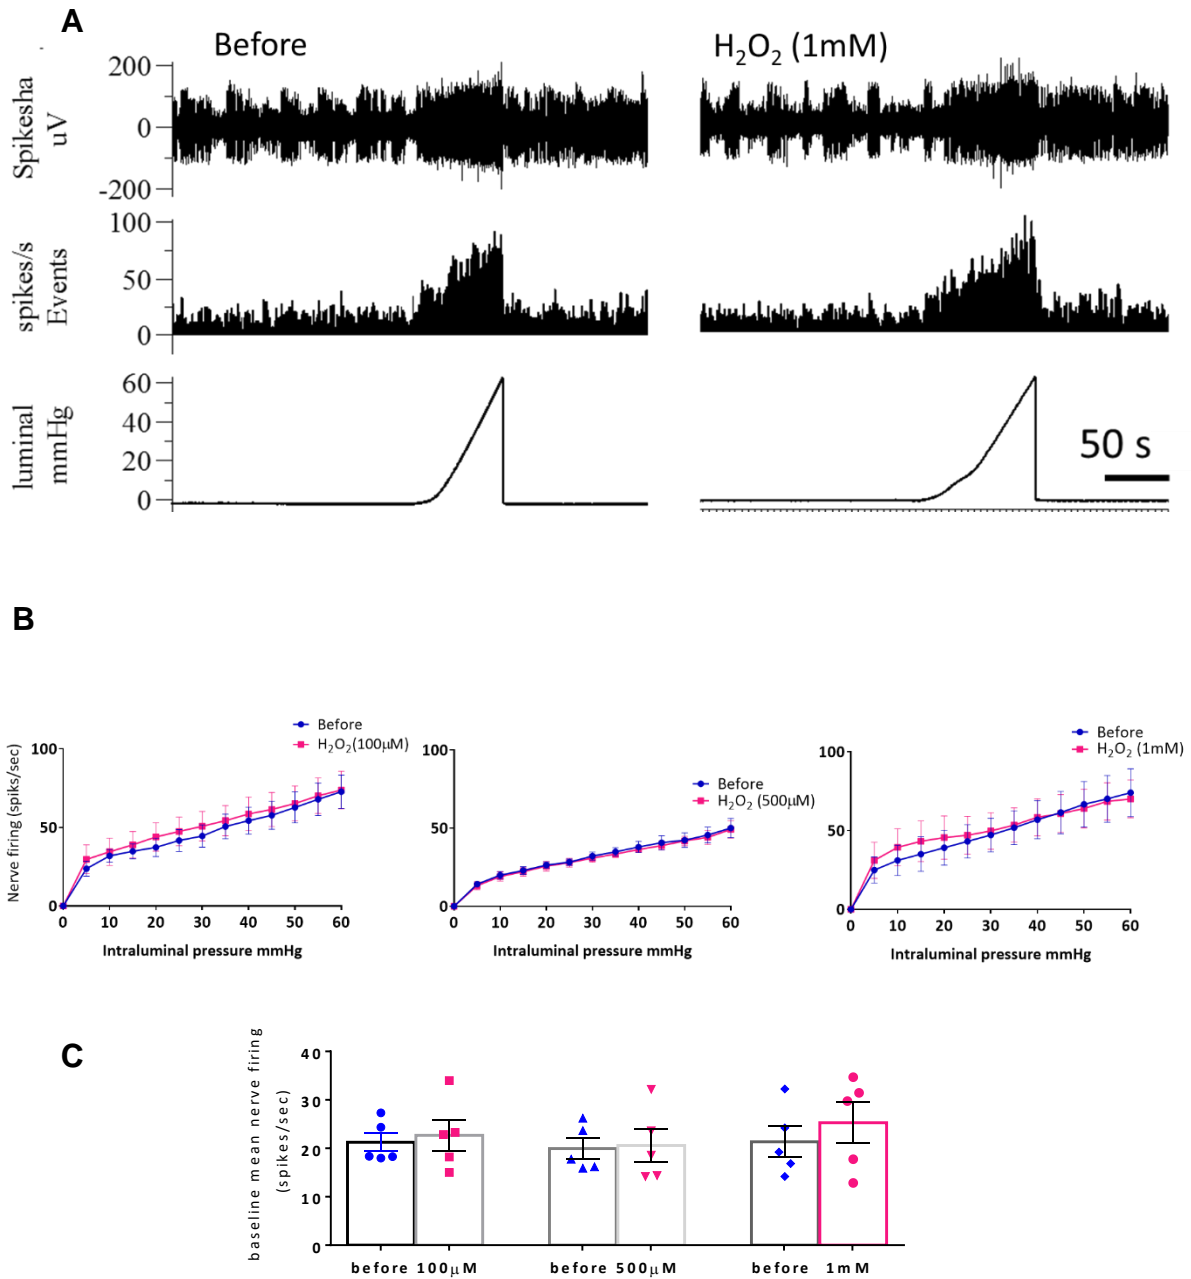 A
Before
H₂O₂ (1mM)
Spikesha
uV
200
0
-200
spikes/s
Events
100
50
0
luminal
mmHg
60
40
20
0
50 s
B
Before
H₂O₂(100μM)
Nerve firing (spiks/sec)
100
50
0
0 10 20 30 40 50 60
Intraluminal pressure mmHg
Before
H₂O₂ (500μM)
100
50
0
0 10 20 30 40 50 60
Intraluminal pressure mmHg
Before
H₂O₂ (1mM)
100
50
0
0 10 20 30 40 50 60
Intraluminal pressure mmHg
C
baseline mean nerve firing
(spikes/sec)
40
30
20
10
0
before 100μM before 500μM before 1mM